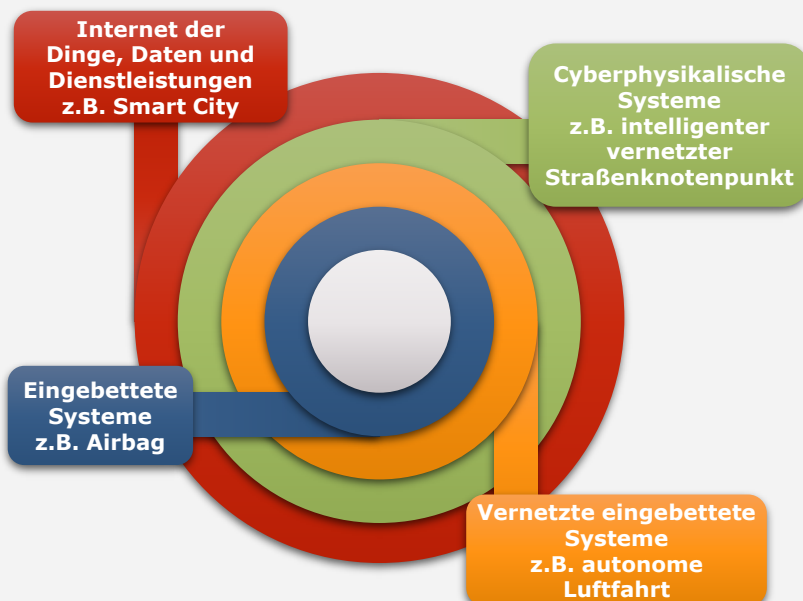 Internet der
Dinge, Daten und
Dienstleistungen
z.B. Smart City
Cyberphysikalische
Systeme
z.B. intelligenter
vernetzter
Straßenknotenpunkt
Eingebettete
Systeme
z.B. Airbag
Vernetzte eingebettete
Systeme
z.B. autonome
Luftfahrt